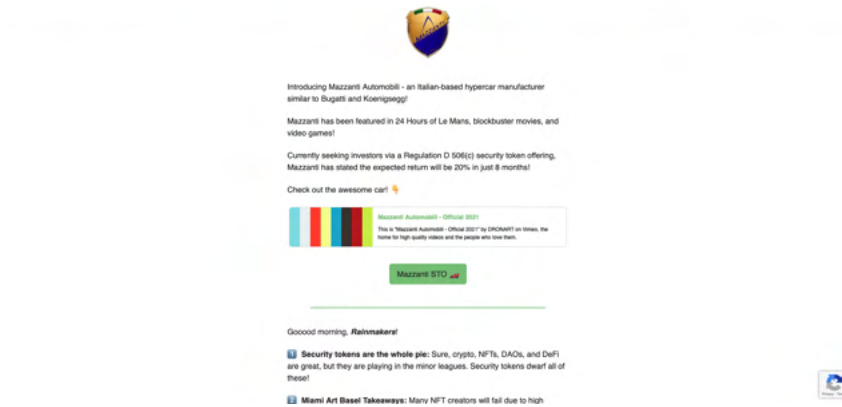 MAZZANTI
Introducing Mazzanti Automobili - an Italian-based hypercar manufacturer
similar to Bugatti and Koenigsegg!
Mazzanti has been featured in 24 Hours of Le Mans, blockbuster movies, and
video games!
Currently seeking investors via a Regulation D 506(c) security token offering,
Mazzanti has stated the expected return will be 20% in just 8 months!
Check out the awesome car! 👇
Mazzanti Automobili - Official 2021
This is "Mazzanti Automobili - Official 2021" by DRONART on Vimeo, the
home for high quality videos and the people who love them.
Mazzanti STO 🏎️
Gooood morning, Rainmakers!
1️⃣ Security tokens are the whole pie: Sure, crypto, NFTs, DAOs, and DeFi
are great, but they are playing in the minor leagues. Security tokens dwarf all of
these!
2️⃣ Miami Art Basel Takeaways: Many NFT creators will fail due to high